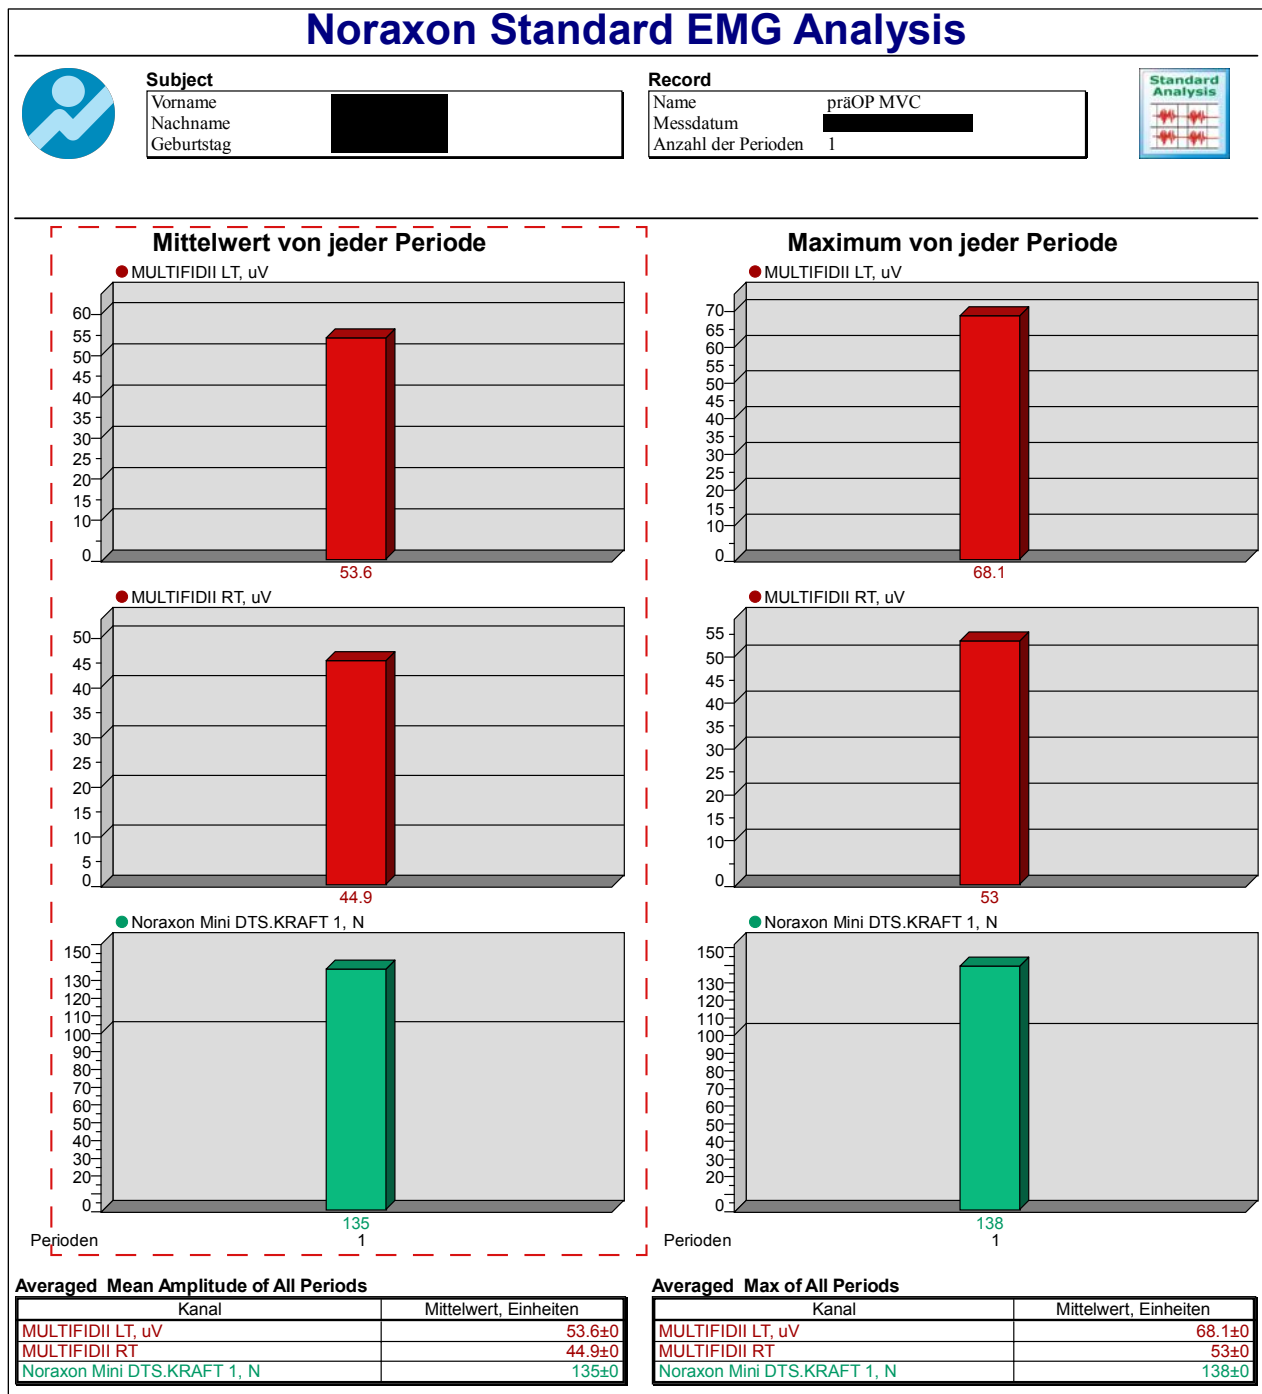 Noraxon Standard EMG Analysis
Subject
Vorname
Nachname
Geburtstag
Record
Name präOP MVC
Messdatum
Anzahl der Perioden 1
Standard
Analysis
Mittelwert von jeder Periode
MULTIFIDII LT, uV
60
55
50
45
40
35
30
25
20
15
10
0
53.6
MULTIFIDII RT, uV
50
45
40
35
30
25
20
15
10
5
0
44.9
Noraxon Mini DTS.KRAFT 1, N
150
130
120
110
100
90
80
70
60
50
40
30
20
0
135
Perioden 1
Maximum von jeder Periode
MULTIFIDII LT, uV
70
65
60
55
50
45
40
35
30
25
20
15
10
0
68.1
MULTIFIDII RT, uV
55
50
45
40
35
30
25
20
15
10
0
53
Noraxon Mini DTS.KRAFT 1, N
150
130
120
110
100
90
80
70
60
50
40
30
20
0
138
Perioden 1
Averaged Mean Amplitude of All Periods
Kanal Mittelwert, Einheiten
MULTIFIDII LT, uV 53.6±0
MULTIFIDII RT 44.9±0
Noraxon Mini DTS.KRAFT 1, N 135±0
Averaged Max of All Periods
Kanal Mittelwert, Einheiten
MULTIFIDII LT, uV 68.1±0
MULTIFIDII RT 53±0
Noraxon Mini DTS.KRAFT 1, N 138±0